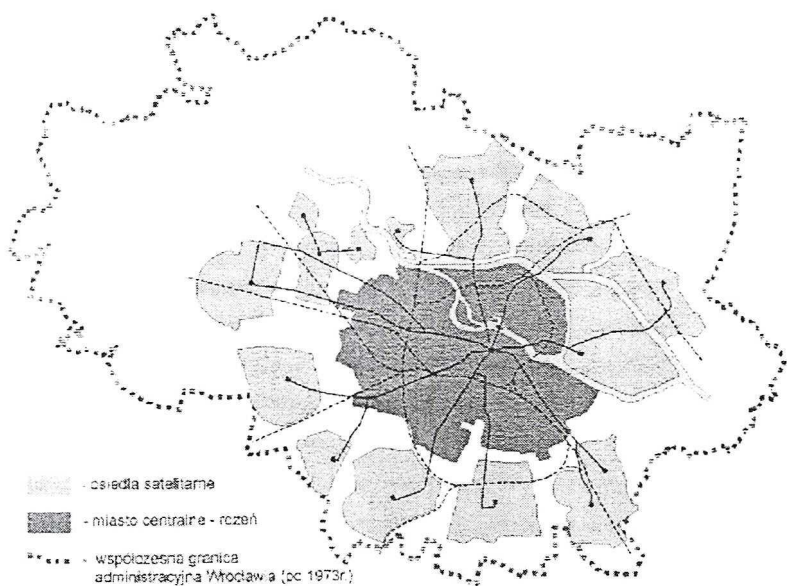 - osiedla satelitarne
- miasto centralne - rdzeń
- współczesna granica
administracyjna Wrocławia (po 1973r.)